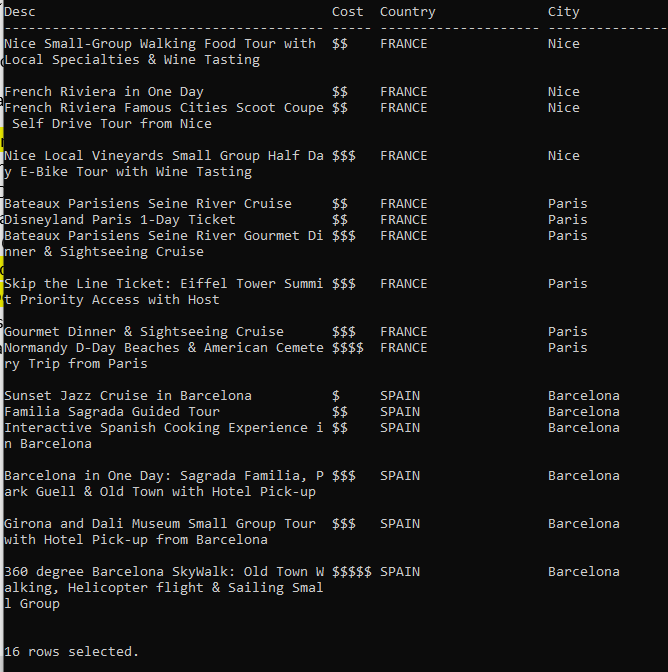 Desc Cost Country City
---------------------------------------- ----- -------------------- ---------------
Nice Small-Group Walking Food Tour with $$ FRANCE Nice
Local Specialties & Wine Tasting
French Riviera in One Day $$ FRANCE Nice
French Riviera Famous Cities Scoot Coupe $$ FRANCE Nice
Self Drive Tour from Nice
Nice Local Vineyards Small Group Half Da $$$ FRANCE Nice
y E-Bike Tour with Wine Tasting
Bateaux Parisiens Seine River Cruise $$ FRANCE Paris
Disneyland Paris 1-Day Ticket $$ FRANCE Paris
Bateaux Parisiens Seine River Gourmet Di $$$ FRANCE Paris
nner & Sightseeing Cruise
Skip the Line Ticket: Eiffel Tower Summi $$$ FRANCE Paris
t Priority Access with Host
Gourmet Dinner & Sightseeing Cruise $$$ FRANCE Paris
Normandy D-Day Beaches & American Cemete $$$$ FRANCE Paris
ry Trip from Paris
Sunset Jazz Cruise in Barcelona $ SPAIN Barcelona
Familia Sagrada Guided Tour $$ SPAIN Barcelona
Interactive Spanish Cooking Experience i $$ SPAIN Barcelona
n Barcelona
Barcelona in One Day: Sagrada Familia, P $$$ SPAIN Barcelona
ark Guell & Old Town with Hotel Pick-up
Girona and Dali Museum Small Group Tour $$$ SPAIN Barcelona
with Hotel Pick-up from Barcelona
360 degree Barcelona SkyWalk: Old Town W $$$$$ SPAIN Barcelona
alking, Helicopter flight & Sailing Smal
l Group
16 rows selected.